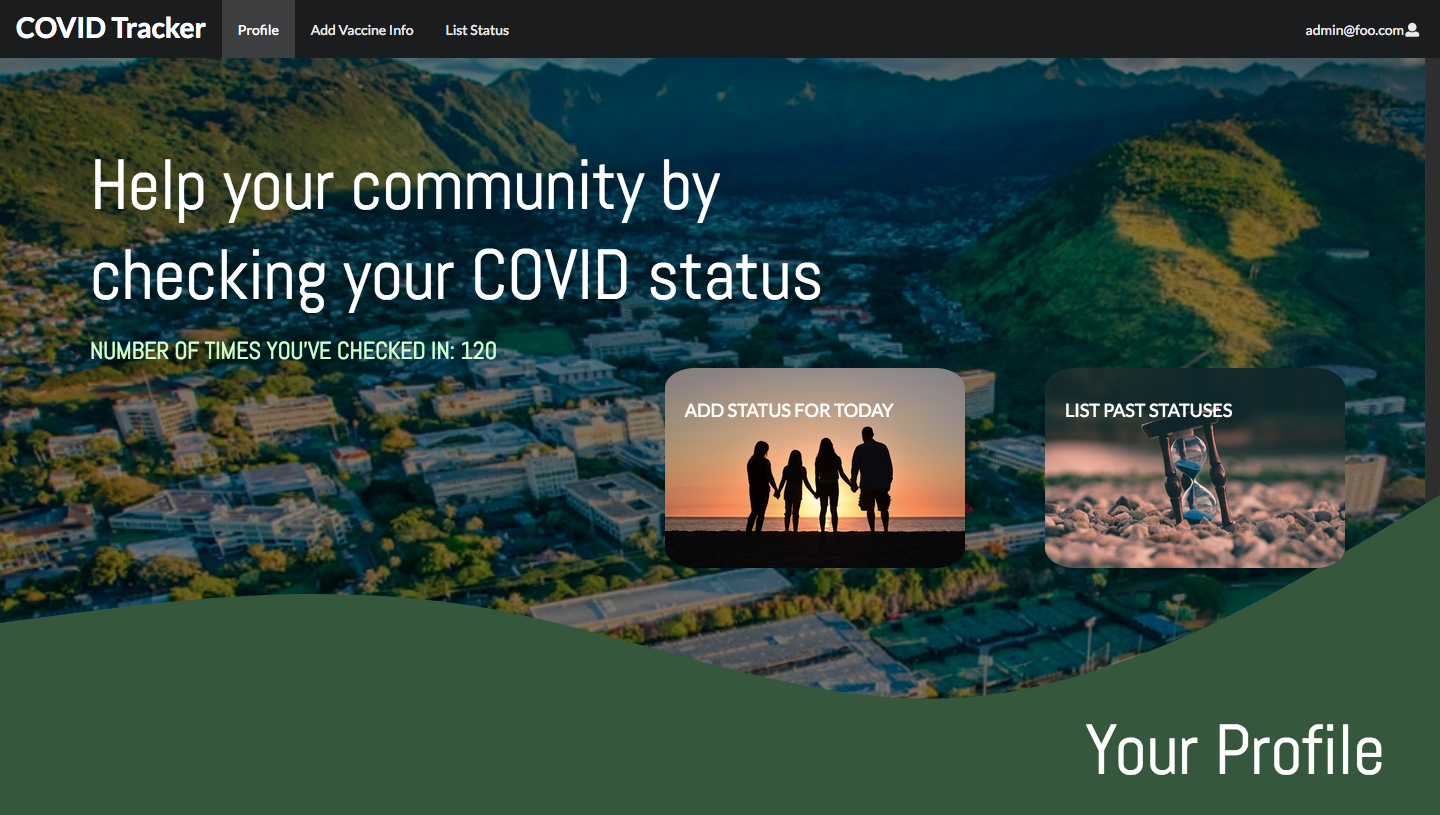 COVID Tracker
Profile
Add Vaccine Info
List Status
admin@foo.com
Help your community by
checking your COVID status
NUMBER OF TIMES YOU'VE CHECKED IN: 120
ADD STATUS FOR TODAY
LIST PAST STATUSES
Your Profile